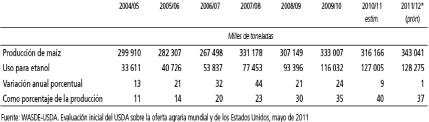 2004/05 2005/06 2006/07 2007/08 2008/09 2009/10 2010/11 2011/12*
estim. (prón)
Miles de toneladas
Producción de maíz 299 910 282 307 267 498 331 178 307 149 333 007 316 166 343 041
Uso para etanol 33 611 40 726 53 837 77 453 93 396 116 032 127 005 128 275
Variación anual porcentual 13 21 32 44 21 24 9 1
Como porcentaje de la producción 11 14 20 23 30 35 40 37
Fuente: WASDE-USDA. Evaluación inicial del USDA sobre la oferta agraria mundial y de los Estados Unidos, mayo de 2011